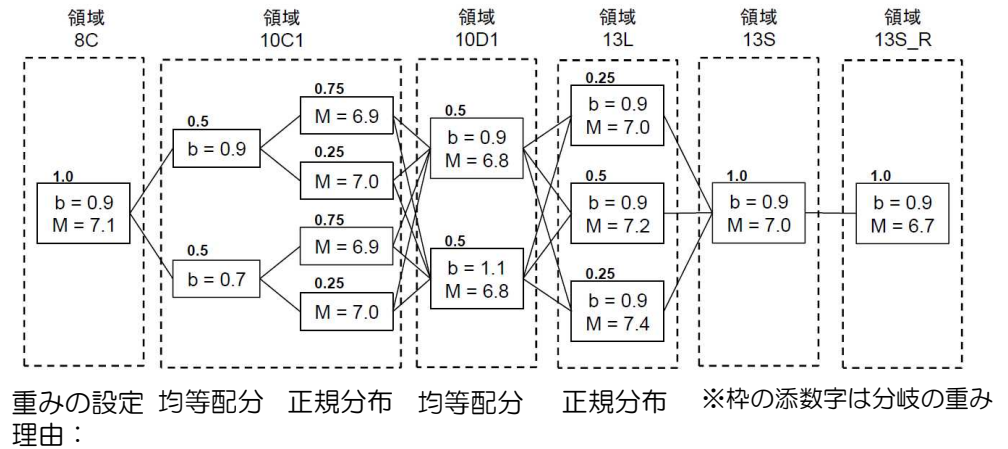 領域
8C
領域
10C1
領域
10D1
領域
13L
領域
13S
領域
13S_R
1.0
b = 0.9
M = 7.1
0.5
b = 0.9
0.5
b = 0.7
0.75
M = 6.9
0.25
M = 7.0
0.75
M = 6.9
0.25
M = 7.0
0.5
b = 0.9
M = 6.8
0.5
b = 1.1
M = 6.8
0.25
b = 0.9
M = 7.0
0.5
b = 0.9
M = 7.2
0.25
b = 0.9
M = 7.4
1.0
b = 0.9
M = 7.0
1.0
b = 0.9
M = 6.7
重みの設定
理由：
均等配分
正規分布
均等配分
正規分布
※枠の添数字は分岐の重み